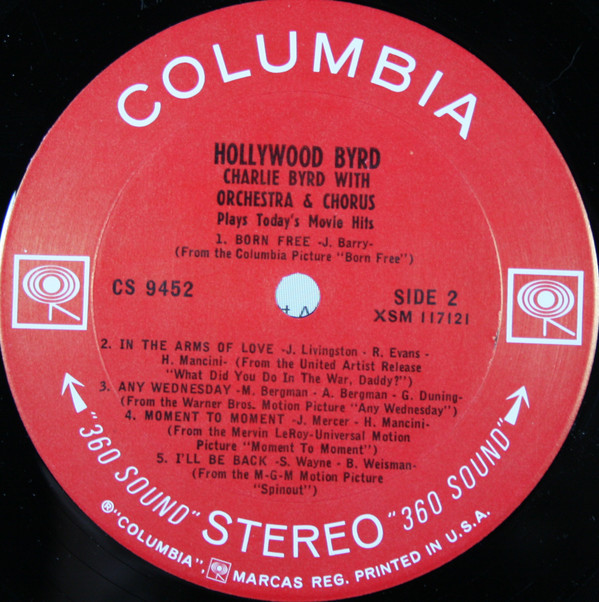 COLUMBIA
HOLLYWOOD BYRD
CHARLIE BYRD WITH
ORCHESTRA & CHORUS
Plays Today's Movie Hits
1. BORN FREE -J. Barry-
(From the Columbia Picture "Born Free")
CS 9452
SIDE 2
XSM 117121
2. IN THE ARMS OF LOVE -J. Livingston - R. Evans -
H. Mancini- (From the United Artist Release
"What Did You Do In The War, Daddy?")
3. ANY WEDNESDAY -M. Bergman - A. Bergman - G. Duning-
(From the Warner Bros. Motion Picture "Any Wednesday")
4. MOMENT TO MOMENT -J. Mercer - H. Mancini-
(From the Mervin LeRoy-Universal Motion
Picture "Moment To Moment")
5. I'LL BE BACK -S. Wayne - B. Weisman-
(From the M-G-M Motion Picture
"Spinout")
"360 SOUND" STEREO "360 SOUND"
®"COLUMBIA", MARCAS REG. PRINTED IN U.S.A.